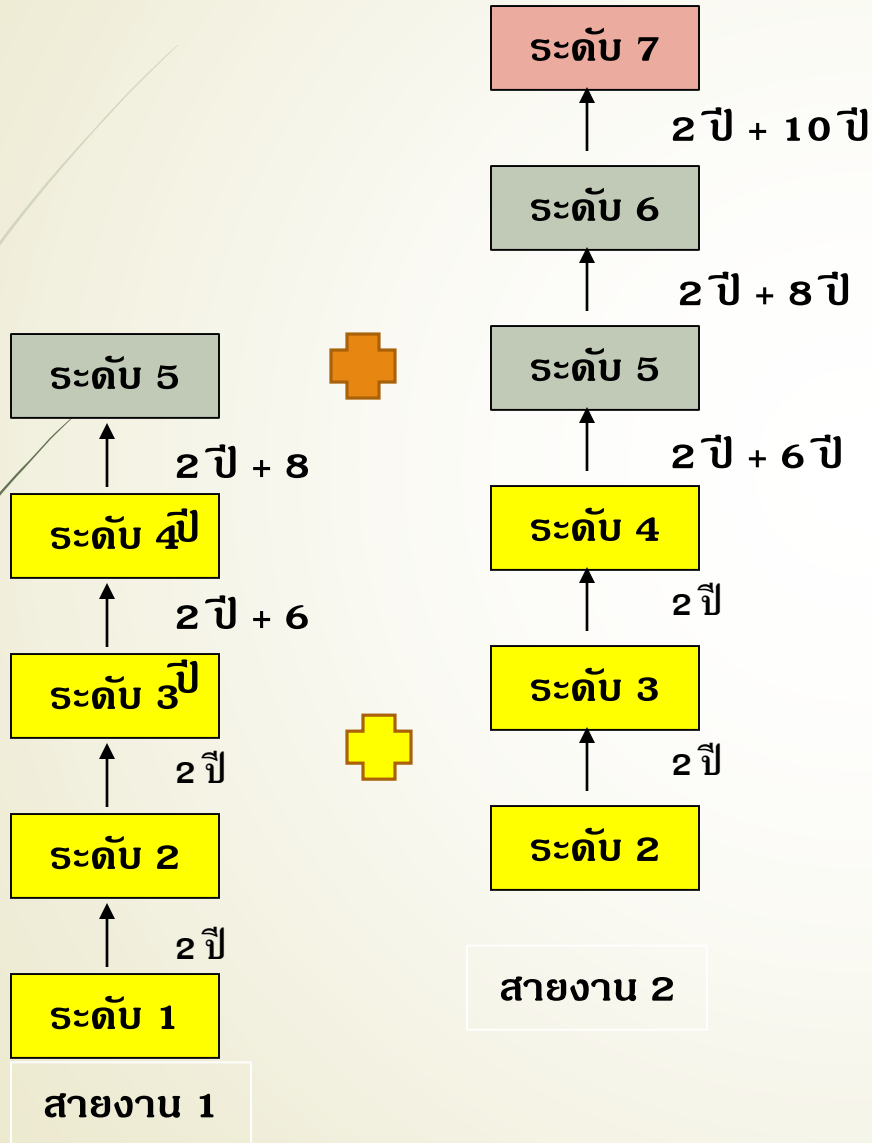 ระดับ 5
2 ปี + 8
ปี
ระดับ 4
2 ปี + 6
ปี
ระดับ 3
2 ปี
ระดับ 2
2 ปี
ระดับ 1
สายงาน 1
ระดับ 7
2 ปี + 10 ปี
ระดับ 6
2 ปี + 8 ปี
ระดับ 5
2 ปี + 6 ปี
ระดับ 4
2 ปี
ระดับ 3
2 ปี
ระดับ 2
สายงาน 2